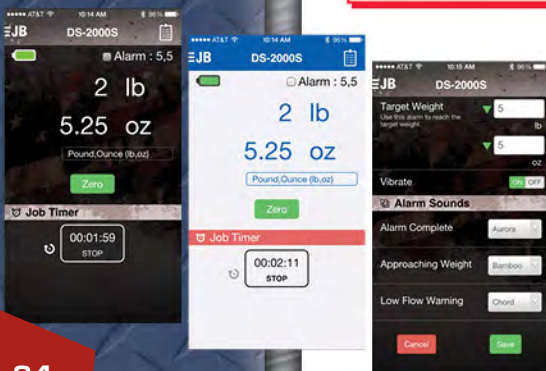 AT&T 10:14 AM 96%
JB DS-2000S
Alarm : 5,5
2 lb
5.25 oz
Pound,Ounce (lb,oz)
Zero
Job Timer
00:01:59
STOP
AT&T 10:14 AM 96%
JB DS-2000S
Alarm : 5,5
2 lb
5.25 oz
Pound,Ounce (lb,oz)
Zero
Job Timer
00:02:11
STOP
AT&T 10:15 AM 96%
JB DS-2000S
Target Weight 5
Use this alarm to reach the
target weight.
lb
5
oz
Vibrate ON OFF
Alarm Sounds
Alarm Complete Aurora
Approaching Weight Bamboo
Low Flow Warning Chord
Cancel Save